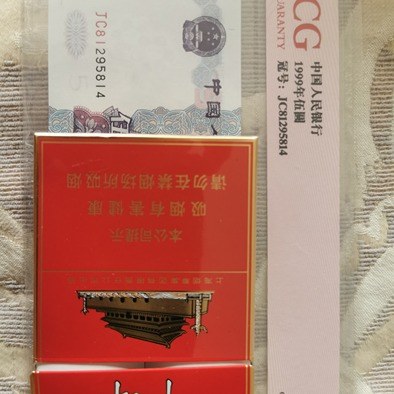 JC81295814
中国
CG
UARANTY
中国人民银行
1999年伍圆
冠号:JC81295814
本公司提示
吸烟有害健康
请勿在禁烟场所吸烟